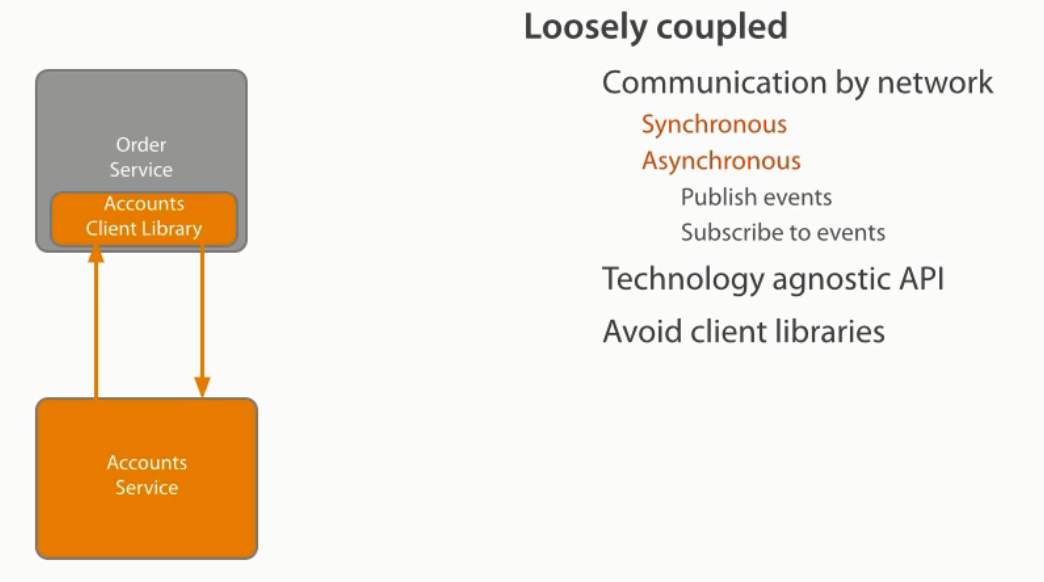 Loosely coupled
Communication by network
Synchronous
Asynchronous
Publish events
Subscribe to events
Technology agnostic API
Avoid client libraries
Order
Service
Accounts
Client Library
Accounts
Service